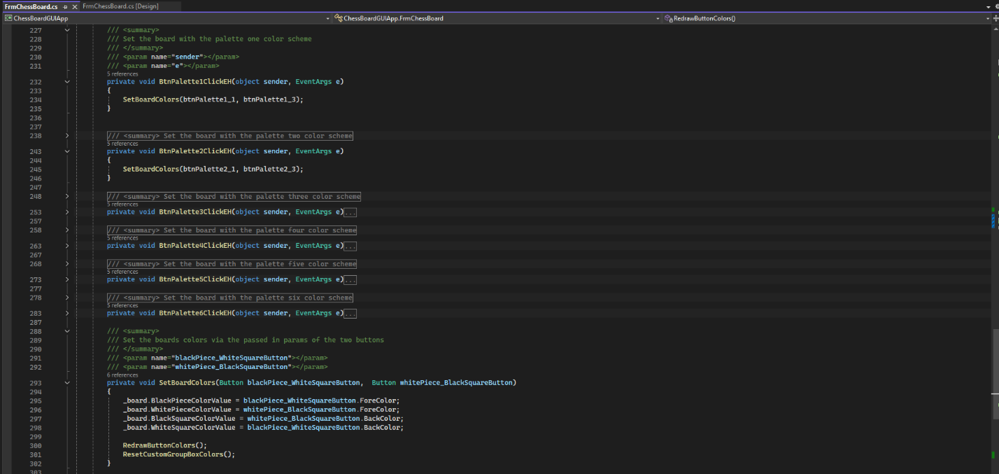 FrmChessBoard.cs
FrmChessBoard.cs [Design]
ChessBoardGUIApp
ChessBoardGUIApp.FrmChessBoard
RedrawButtonColors()
227 /// <summary>
228 /// Set the board with the palette one color scheme
229 /// </summary>
230 /// <param name="sender"></param>
231 /// <param name="e"></param>
5 references
232 private void BtnPalette1ClickEH(object sender, EventArgs e)
233 {
234 SetBoardColors(btnPalette1_1, btnPalette1_3);
235 }
236
237
238 /// <summary> Set the board with the palette two color scheme
5 references
243 private void BtnPalette2ClickEH(object sender, EventArgs e)
244 {
245 SetBoardColors(btnPalette2_1, btnPalette2_3);
246 }
247
248 /// <summary> Set the board with the palette three color scheme
5 references
253 private void BtnPalette3ClickEH(object sender, EventArgs e)...
257
258 /// <summary> Set the board with the palette four color scheme
5 references
263 private void BtnPalette4ClickEH(object sender, EventArgs e)...
267
268 /// <summary> Set the board with the palette five color scheme
5 references
273 private void BtnPalette5ClickEH(object sender, EventArgs e)...
277
278 /// <summary> Set the board with the palette six color scheme
5 references
283 private void BtnPalette6ClickEH(object sender, EventArgs e)...
287
288 /// <summary>
289 /// Set the boards colors via the passed in params of the two buttons
290 /// </summary>
291 /// <param name="blackPiece_WhiteSquareButton"></param>
292 /// <param name="whitePiece_BlackSquareButton"></param>
6 references
293 private void SetBoardColors(Button blackPiece_WhiteSquareButton, Button whitePiece_BlackSquareButton)
294 {
295 _board.BlackPieceColorValue = blackPiece_WhiteSquareButton.ForeColor;
296 _board.WhitePieceColorValue = whitePiece_BlackSquareButton.ForeColor;
297 _board.BlackSquareColorValue = whitePiece_BlackSquareButton.BackColor;
298 _board.WhiteSquareColorValue = blackPiece_WhiteSquareButton.BackColor;
299
300 RedrawButtonColors();
301 ResetCustomGroupBoxColors();
302 }
303